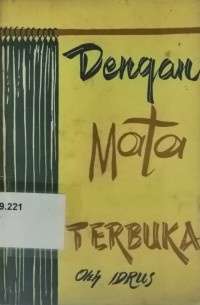 Dengan
Mata
9.221
TERBUKA
Oleh IDRUS